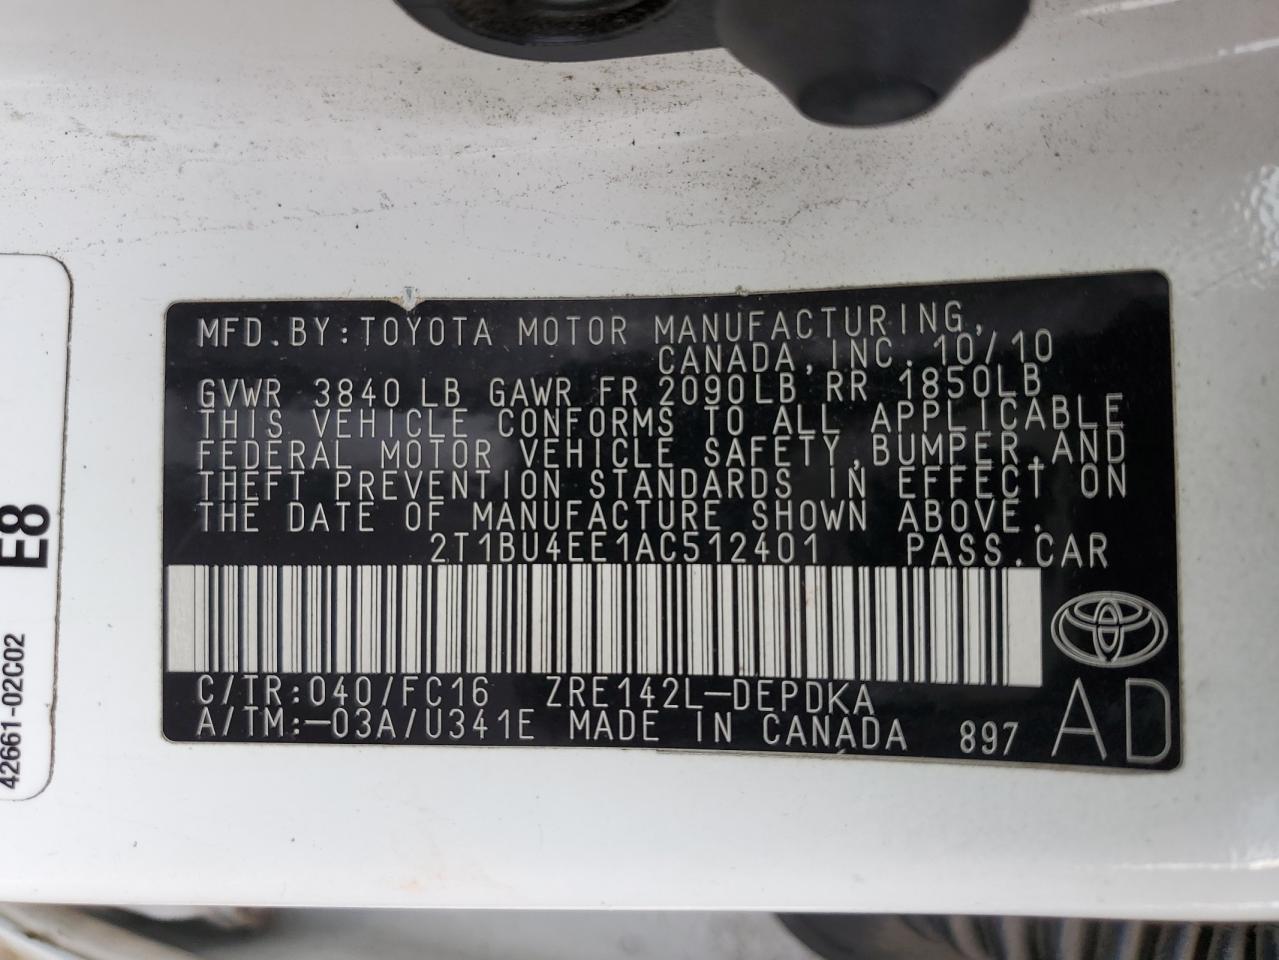 MFD.BY:TOYOTA MOTOR MANUFACTURING,
CANADA,INC.10/10
GVWR 3840LB GAWR FR 2090LB RR 1850LB
THIS VEHICLE CONFORMS TO ALL APPLICABLE
FEDERAL MOTOR VEHICLE SAFETY,BUMPER,AND
THEFT PREVENTION STANDARDS IN EFFECT ON
THE DATE OF MANUFACTURE SHOWN ABOVE.
2T1BU4EE1AC512401 PASS.CAR
C/TR:040/FC16 ZRE142L-DEPDKA
A/TM:-03A/U341E MADE IN CANADA 897
AD
E8
42661-02C02